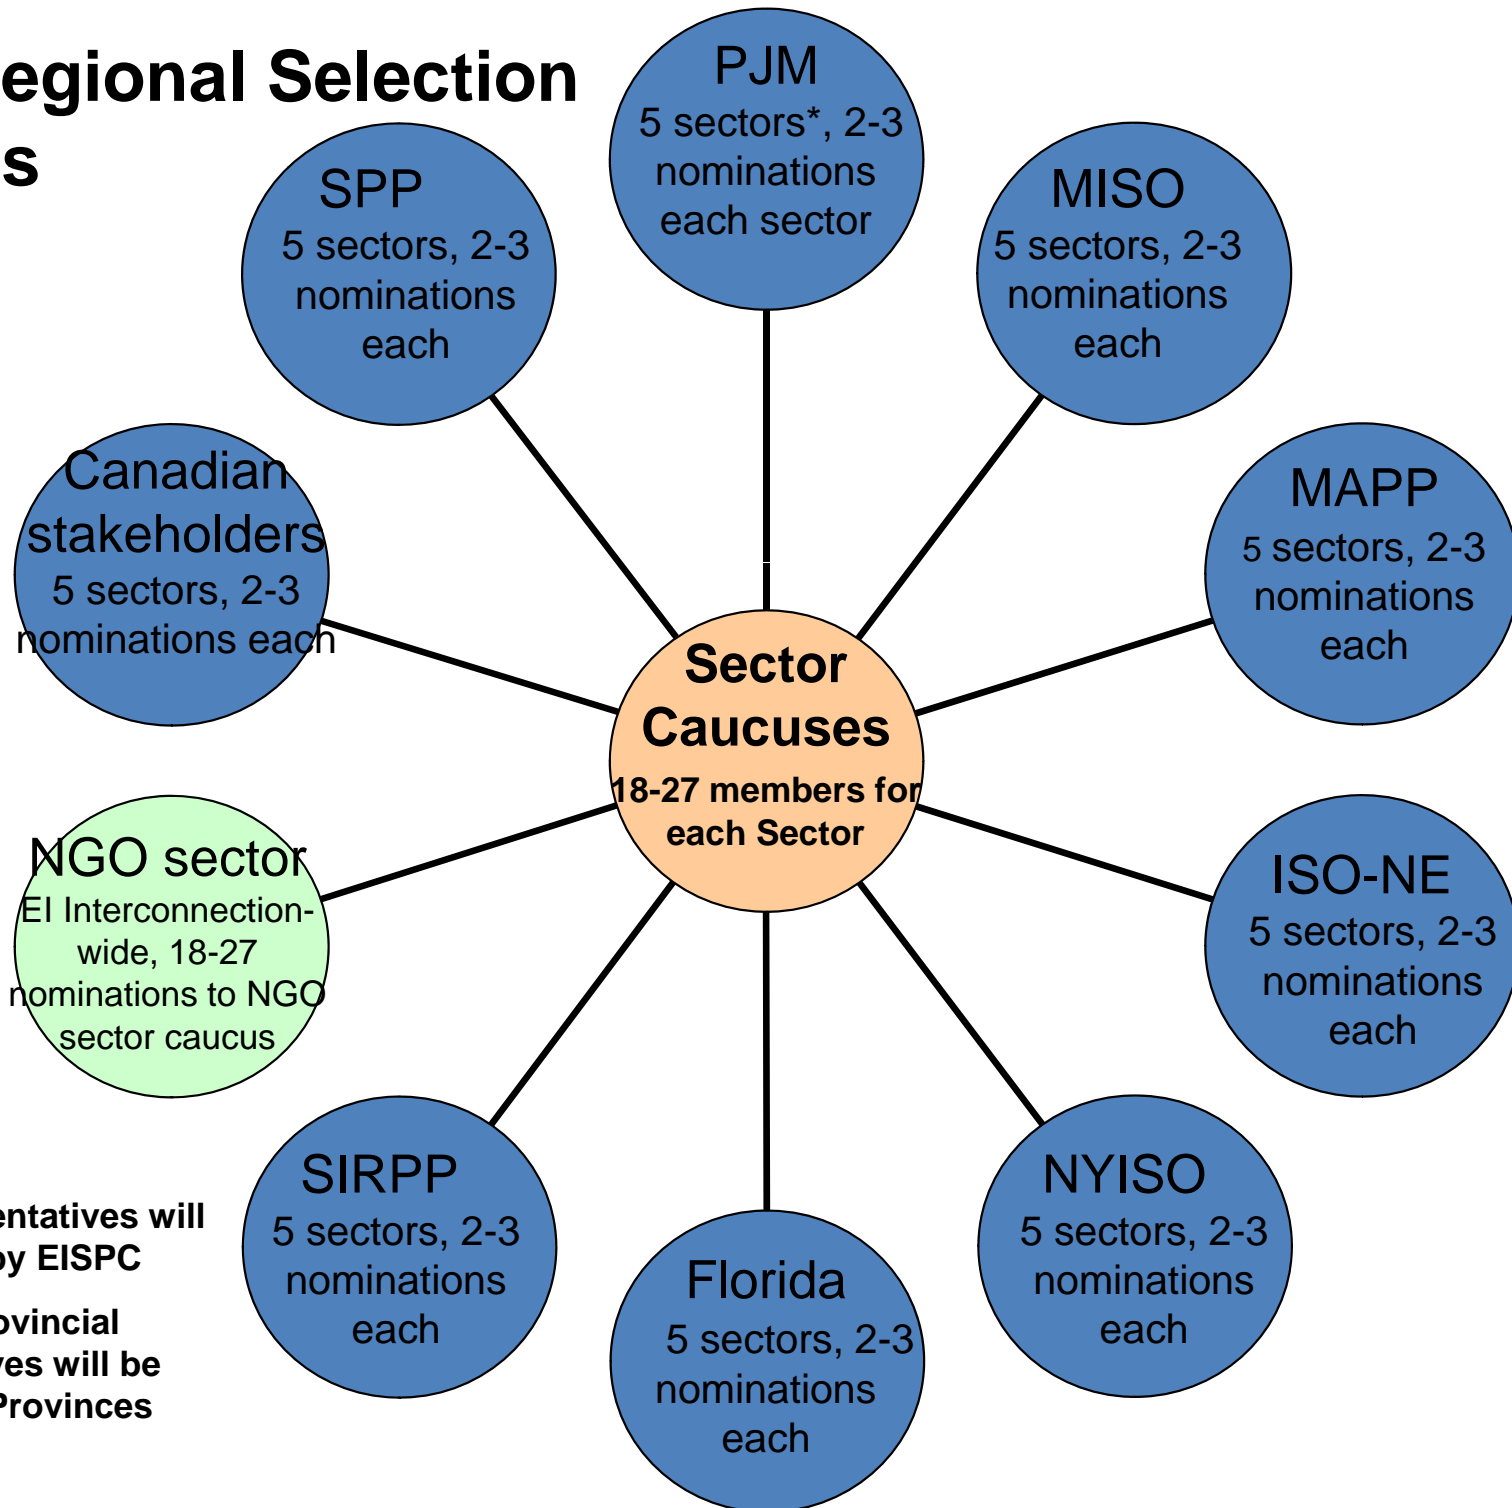 egional Selection
s
PJM
5 sectors*, 2-3
nominations
each sector
SPP
5 sectors, 2-3
nominations
each
MISO
5 sectors, 2-3
nominations
each
Canadian
stakeholders
5 sectors, 2-3
nominations each
MAPP
5 sectors, 2-3
nominations
each
Sector
Caucuses
18-27 members for
each Sector
NGO sector
EI Interconnection-
wide, 18-27
nominations to NGO
sector caucus
ISO-NE
5 sectors, 2-3
nominations
each
SIRPP
5 sectors, 2-3
nominations
each
NYISO
5 sectors, 2-3
nominations
each
Florida
5 sectors, 2-3
nominations
each
entatives will
by EISPC
ovincial
ves will be
Provinces